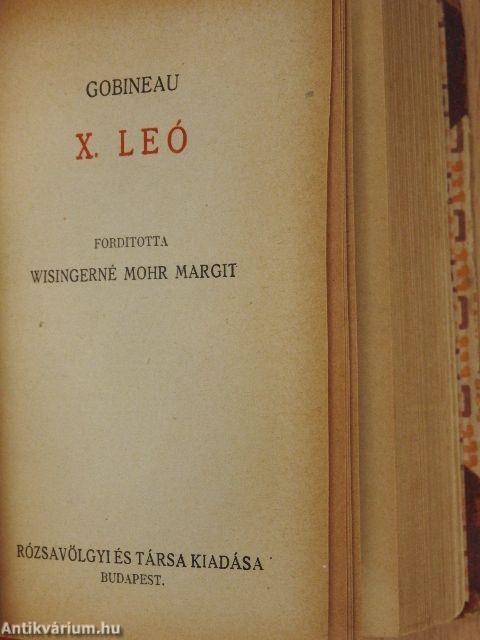 GOBINEAU
X. LEÓ
FORDITOTTA
WISINGERNÉ MOHR MARGIT
RÓZSAVÖLGYI ÉS TÁRSA KIADÁSA
BUDAPEST.
Antikvárium.hu